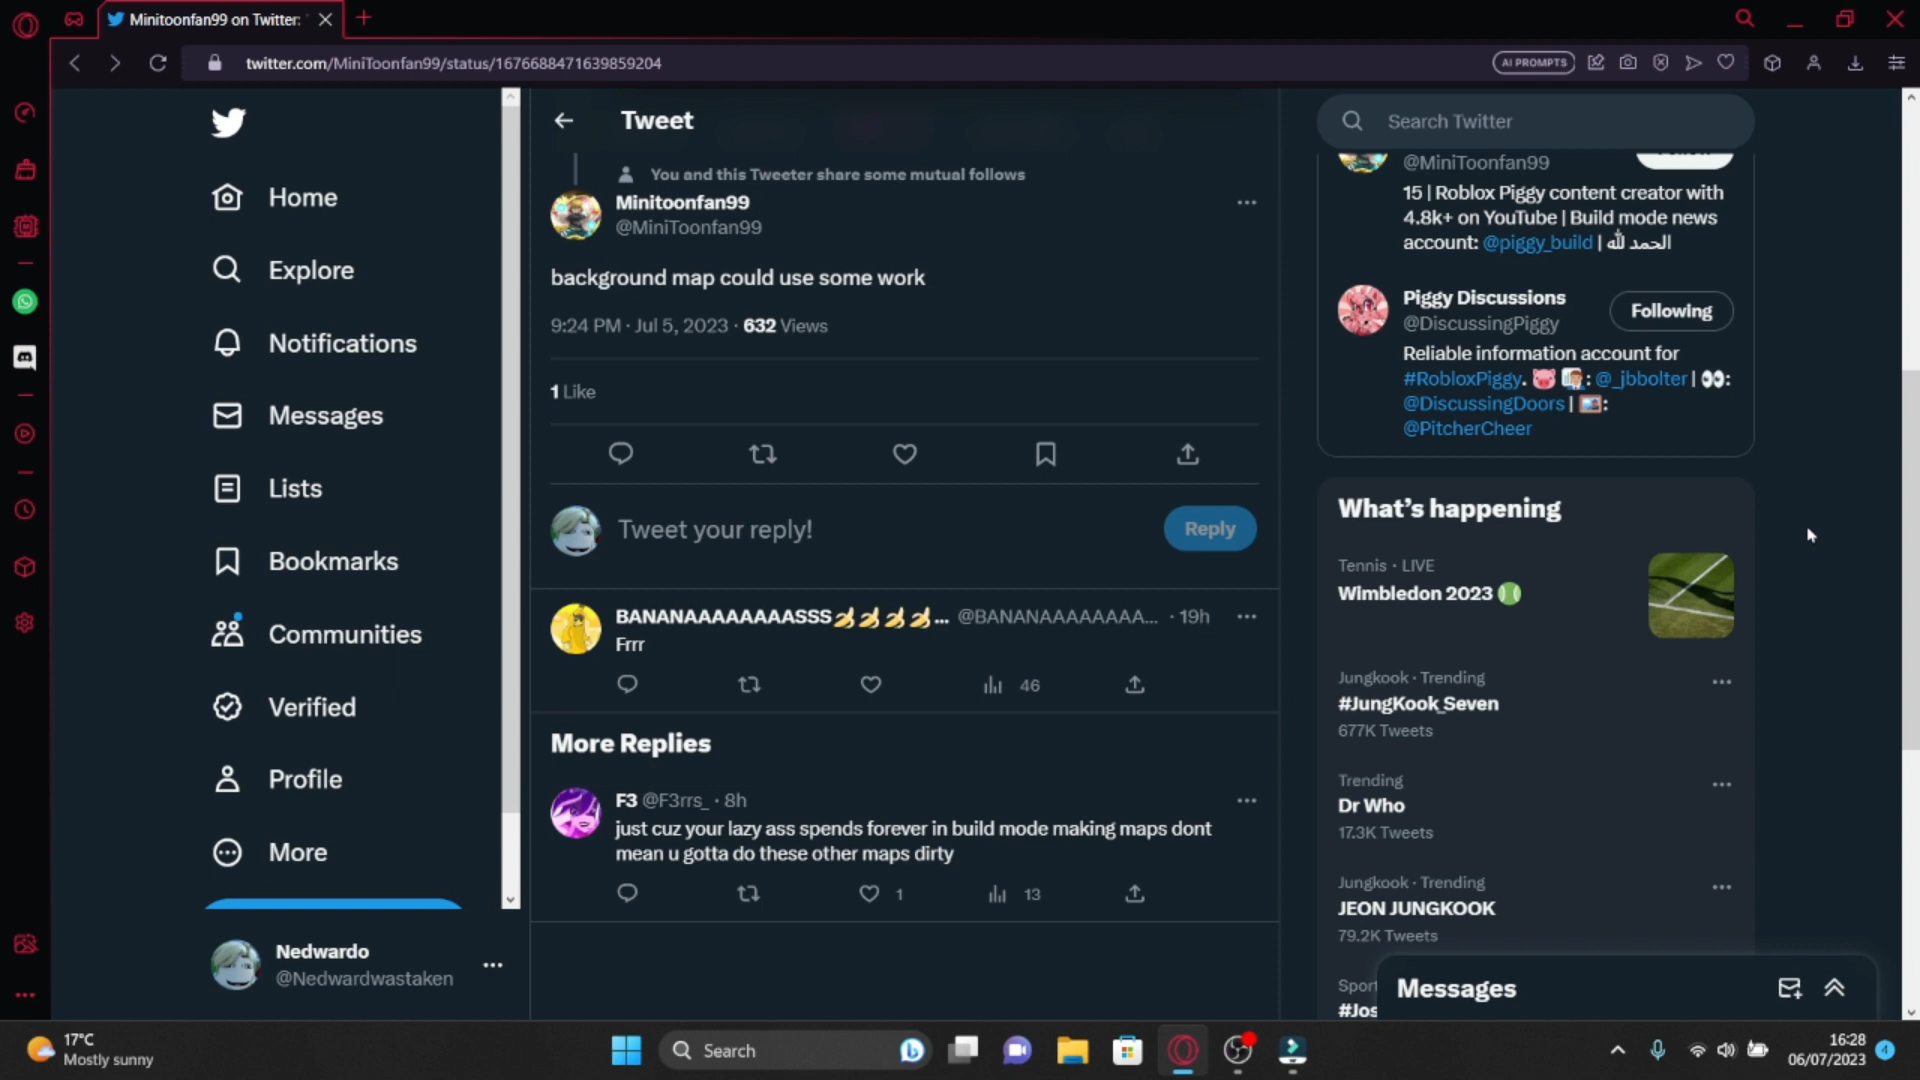 Minitoonfan99 on Twitter:
twitter.com/MiniToonfan99/status/1676688471639859204
AI PROMPTS
Home
Explore
Notifications
Messages
Lists
Bookmarks
Communities
Verified
Profile
More
Nedwardo
@Nedwardwastaken
Tweet
You and this Tweeter share some mutual follows
Minitoonfan99
@MiniToonfan99
background map could use some work
9:24 PM · Jul 5, 2023 · 632 Views
1 Like
Tweet your reply!
Reply
BANANAAAAAAAASSS🍌🍌🍌🍌... @BANANAAAAAAAA... · 19h
Frrr
46
More Replies
F3 @F3rrs_ · 8h
just cuz your lazy ass spends forever in build mode making maps dont
mean u gotta do these other maps dirty
1
13
Search Twitter
@MiniToonfan99
15 | Roblox Piggy content creator with
4.8k+ on YouTube | Build mode news
account: @piggy_build | الحمد لله
Piggy Discussions
@DiscussingPiggy
Following
Reliable information account for
#RobloxPiggy. 🐷 👨🏻‍💼: @_jbbolter | 👀:
@DiscussingDoors | 🖼️:
@PitcherCheer
What's happening
Tennis · LIVE
Wimbledon 2023
Jungkook · Trending
#JungKook_Seven
677K Tweets
Trending
Dr Who
17.3K Tweets
Jungkook · Trending
JEON JUNGKOOK
79.2K Tweets
Messages
17°C
Mostly sunny
Search
16:28
06/07/2023
4